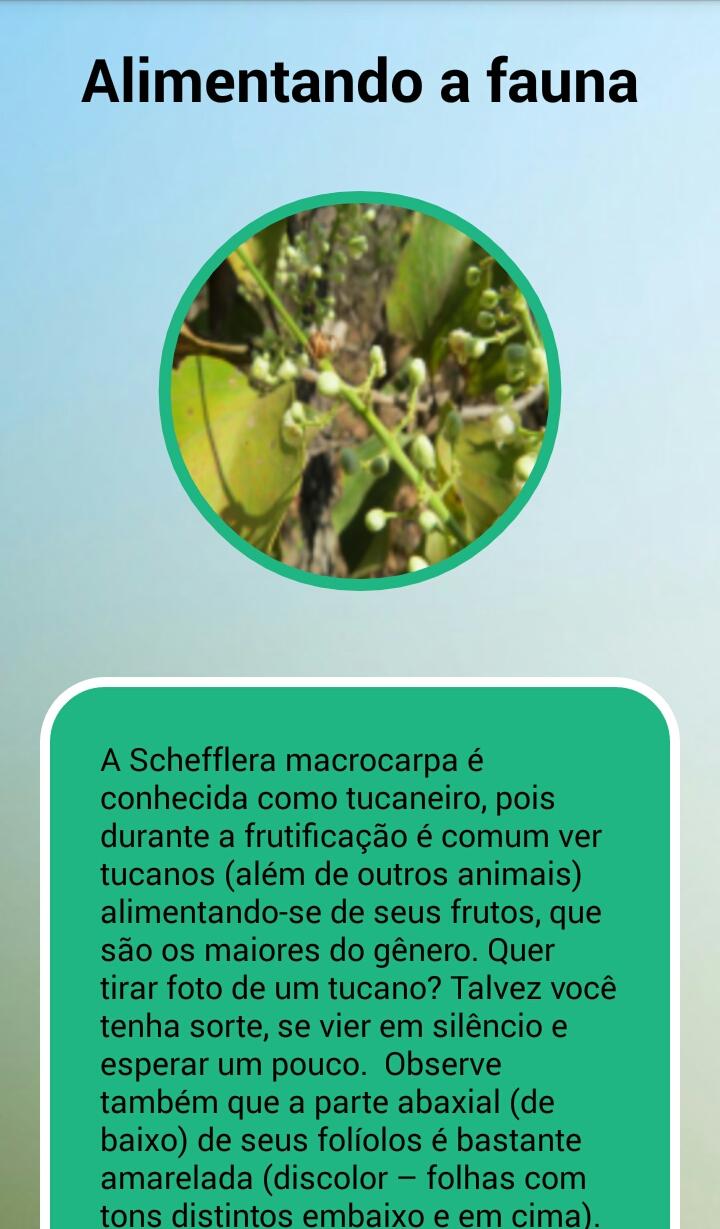 Alimentando a fauna
A Schefflera macrocarpa é
conhecida como tucaneiro, pois
durante a frutificação é comum ver
tucanos (além de outros animais)
alimentando-se de seus frutos, que
são os maiores do gênero. Quer
tirar foto de um tucano? Talvez você
tenha sorte, se vier em silêncio e
esperar um pouco.  Observe
também que a parte abaxial (de
baixo) de seus folíolos é bastante
amarelada (discolor – folhas com
tons distintos embaixo e em cima).